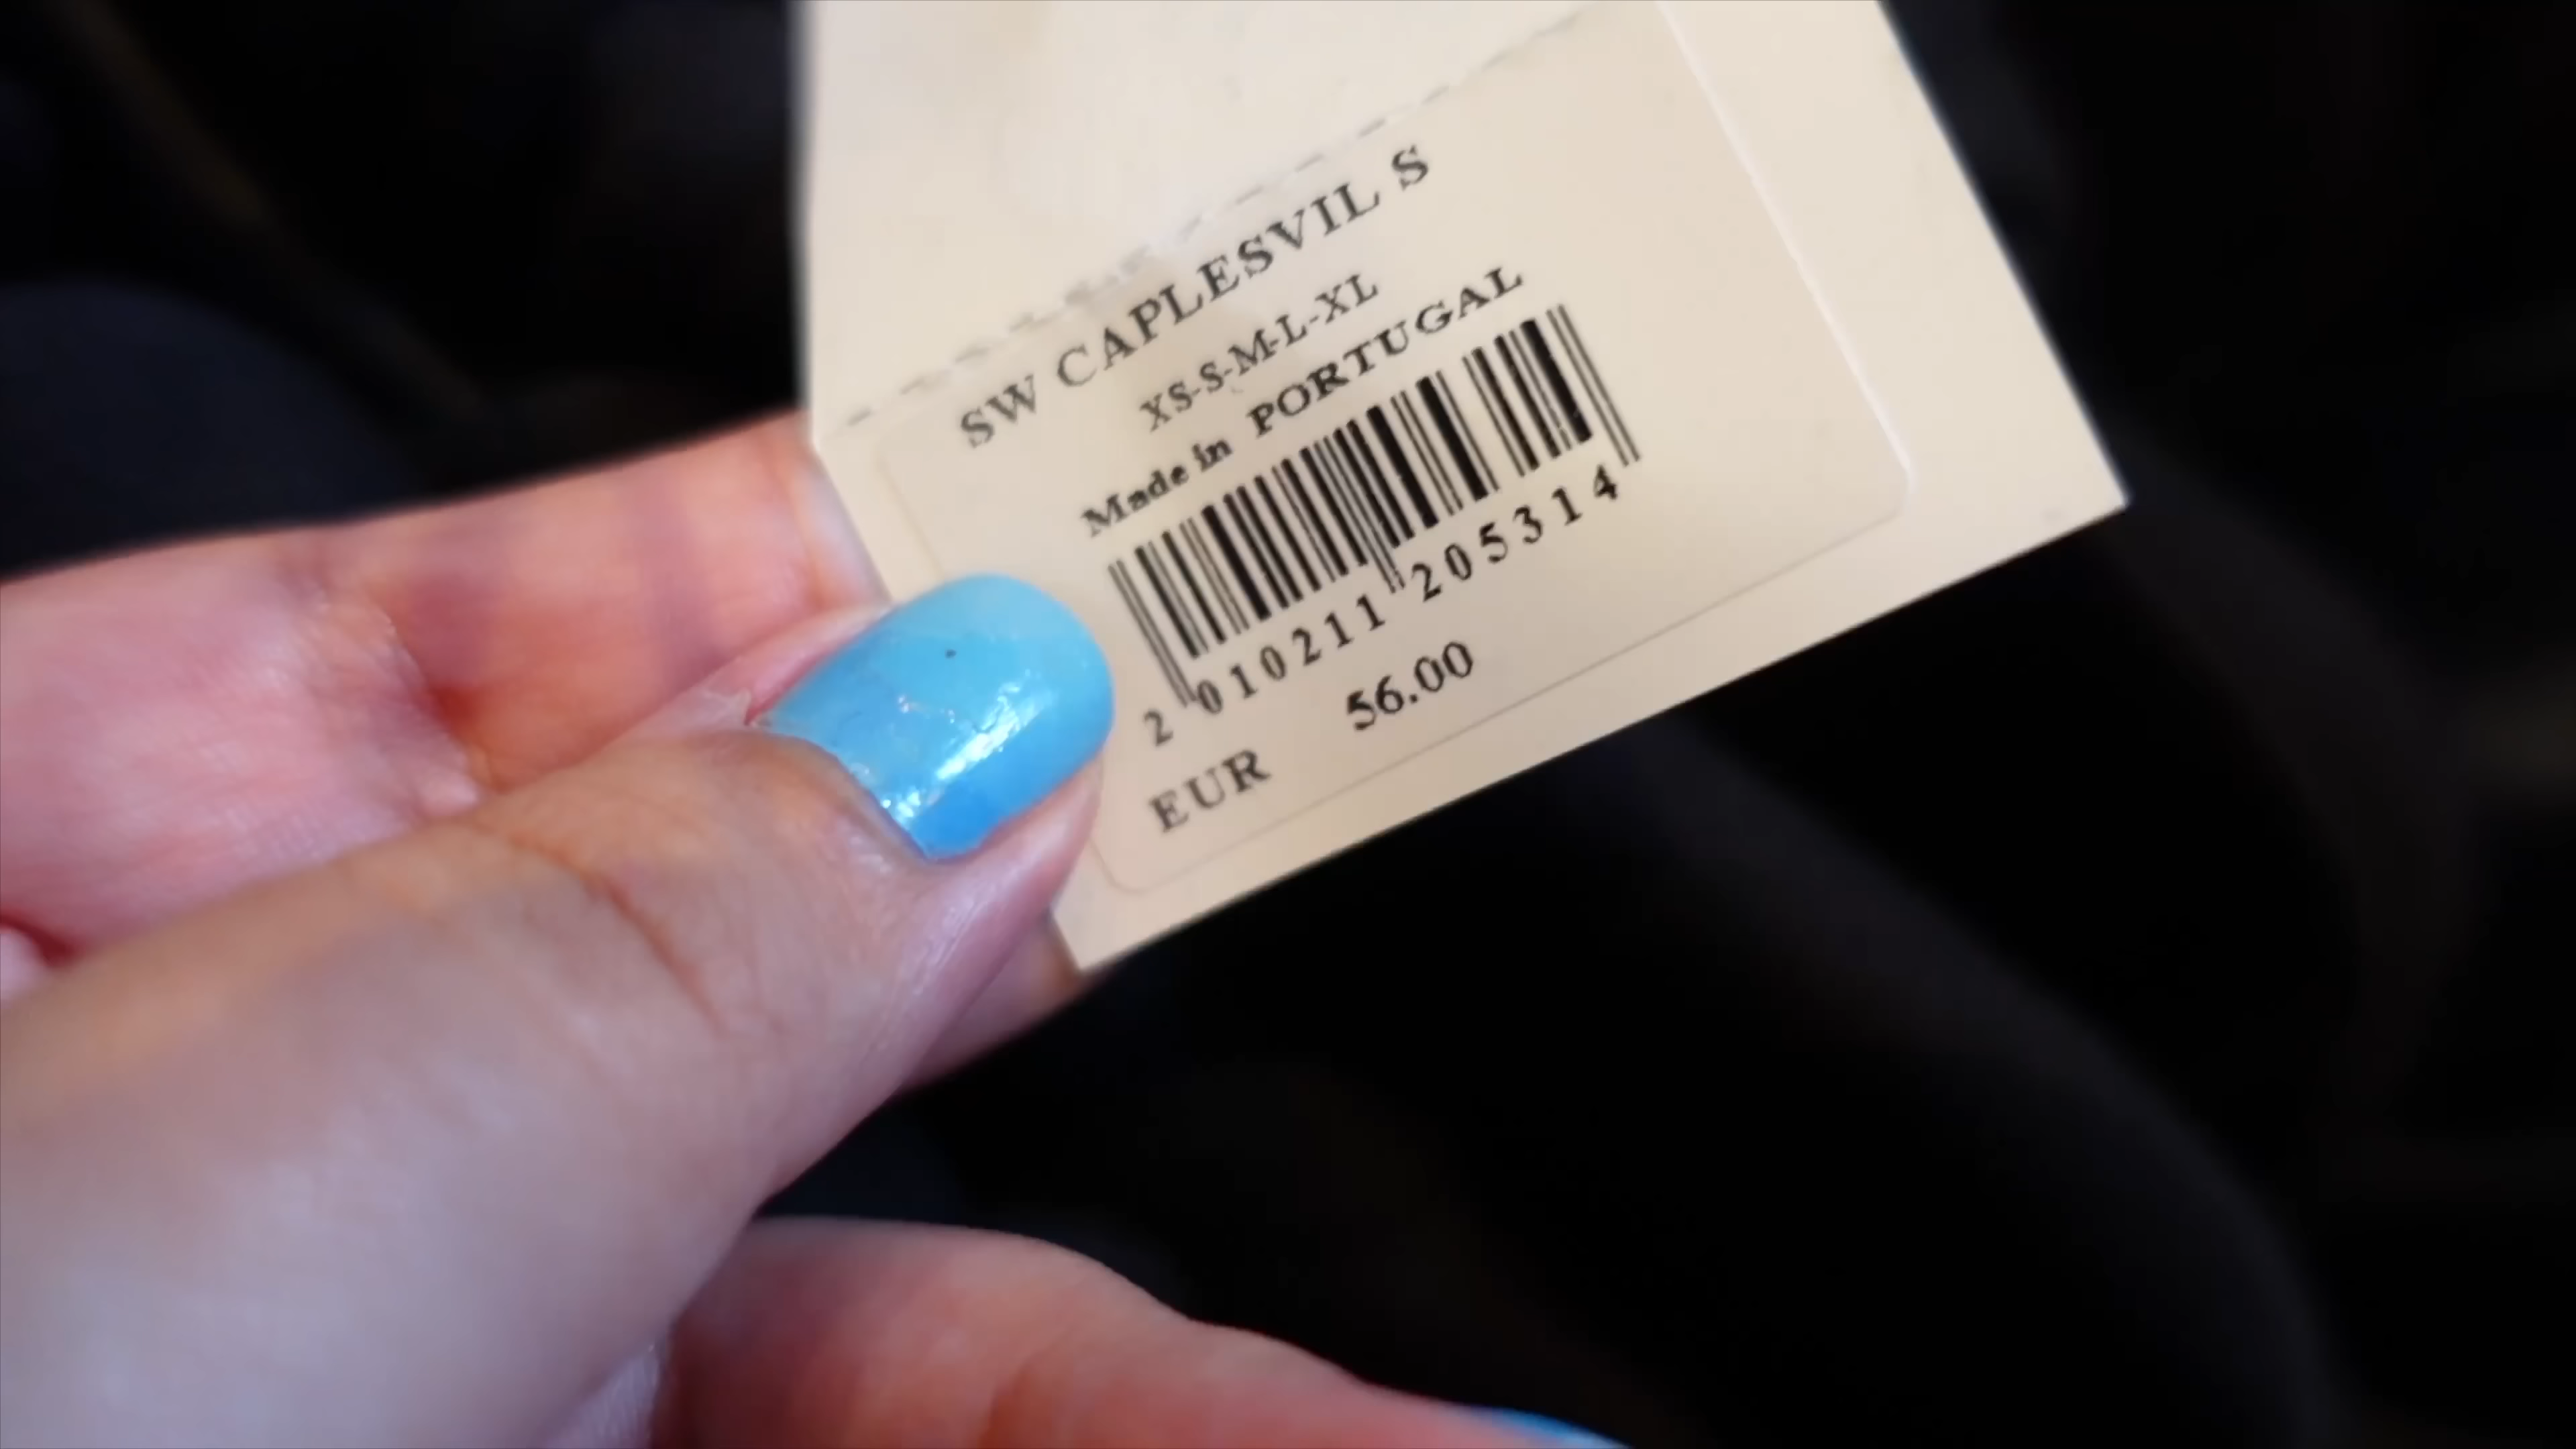 SW CAPLESVIL S
XS-S-M-L-XL
Made in PORTUGAL
2 010211 205314
EUR 56.00